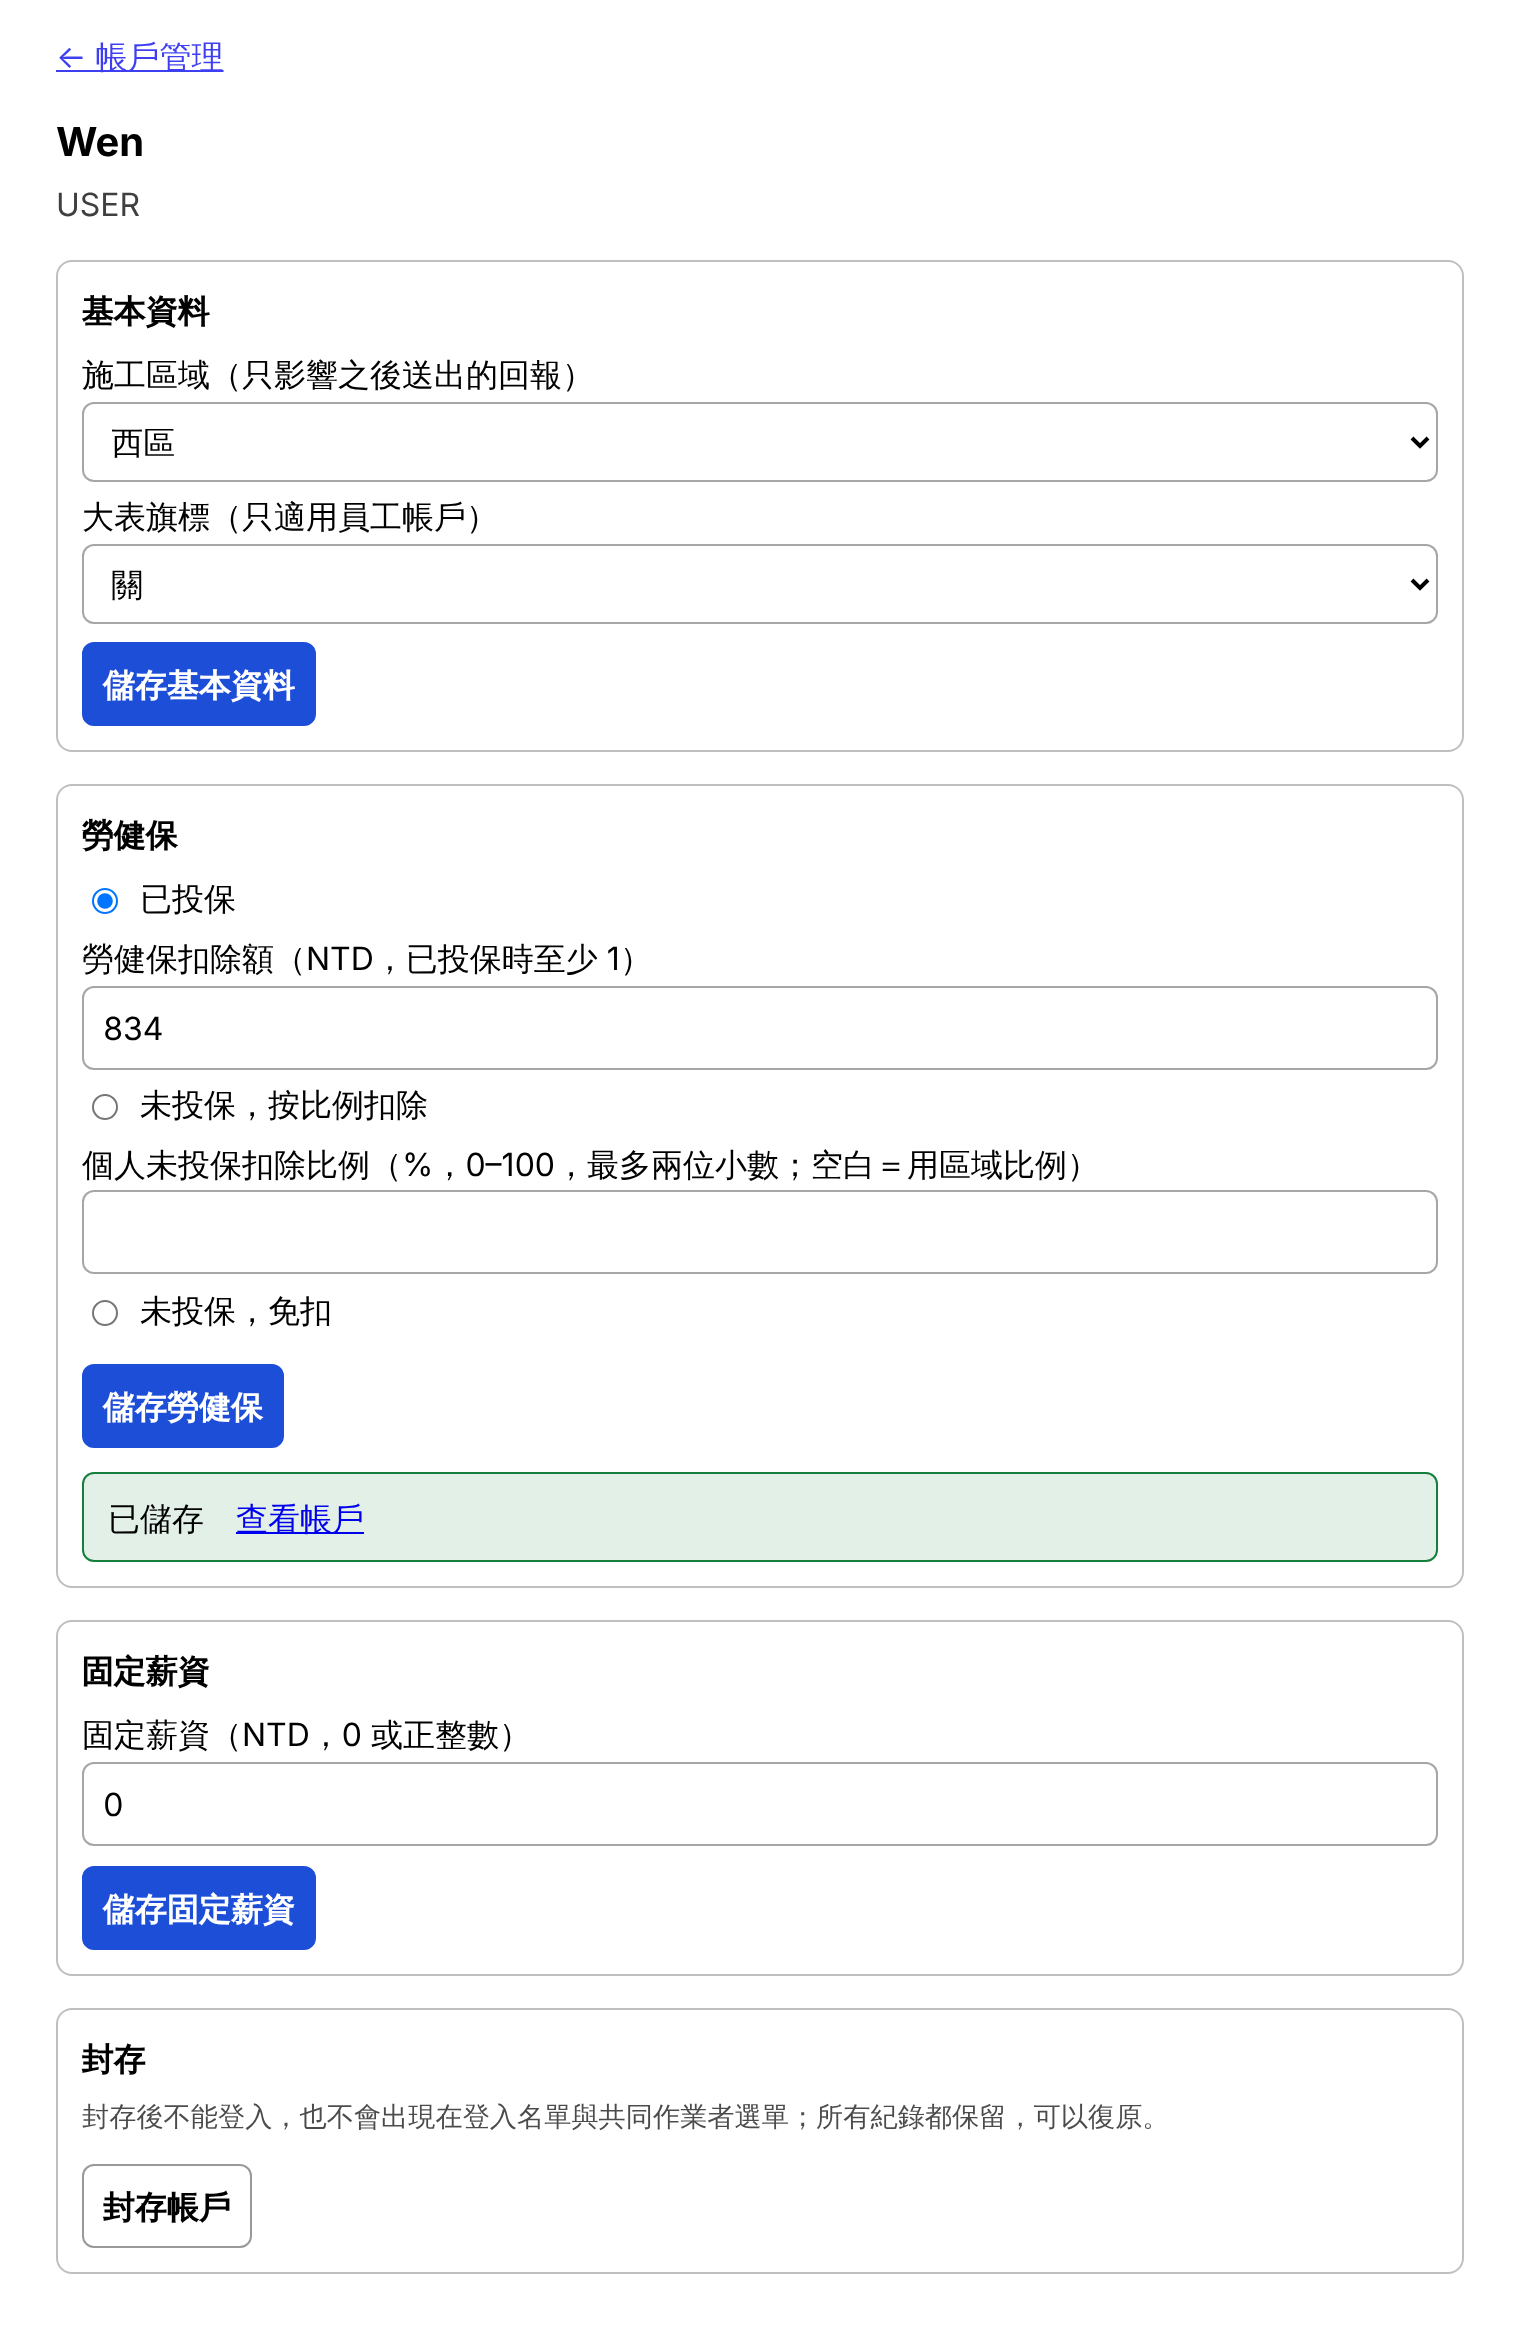 ← 帳戶管理
Wen
USER
基本資料
施工區域（只影響之後送出的回報）
西區
大表旗標（只適用員工帳戶）
關
儲存基本資料
勞健保
已投保
勞健保扣除額（NTD，已投保時至少 1）
834
未投保，按比例扣除
個人未投保扣除比例（%，0–100，最多兩位小數；空白＝用區域比例）
未投保，免扣
儲存勞健保
已儲存 查看帳戶
固定薪資
固定薪資（NTD，0 或正整數）
0
儲存固定薪資
封存
封存後不能登入，也不會出現在登入名單與共同作業者選單；所有紀錄都保留，可以復原。
封存帳戶